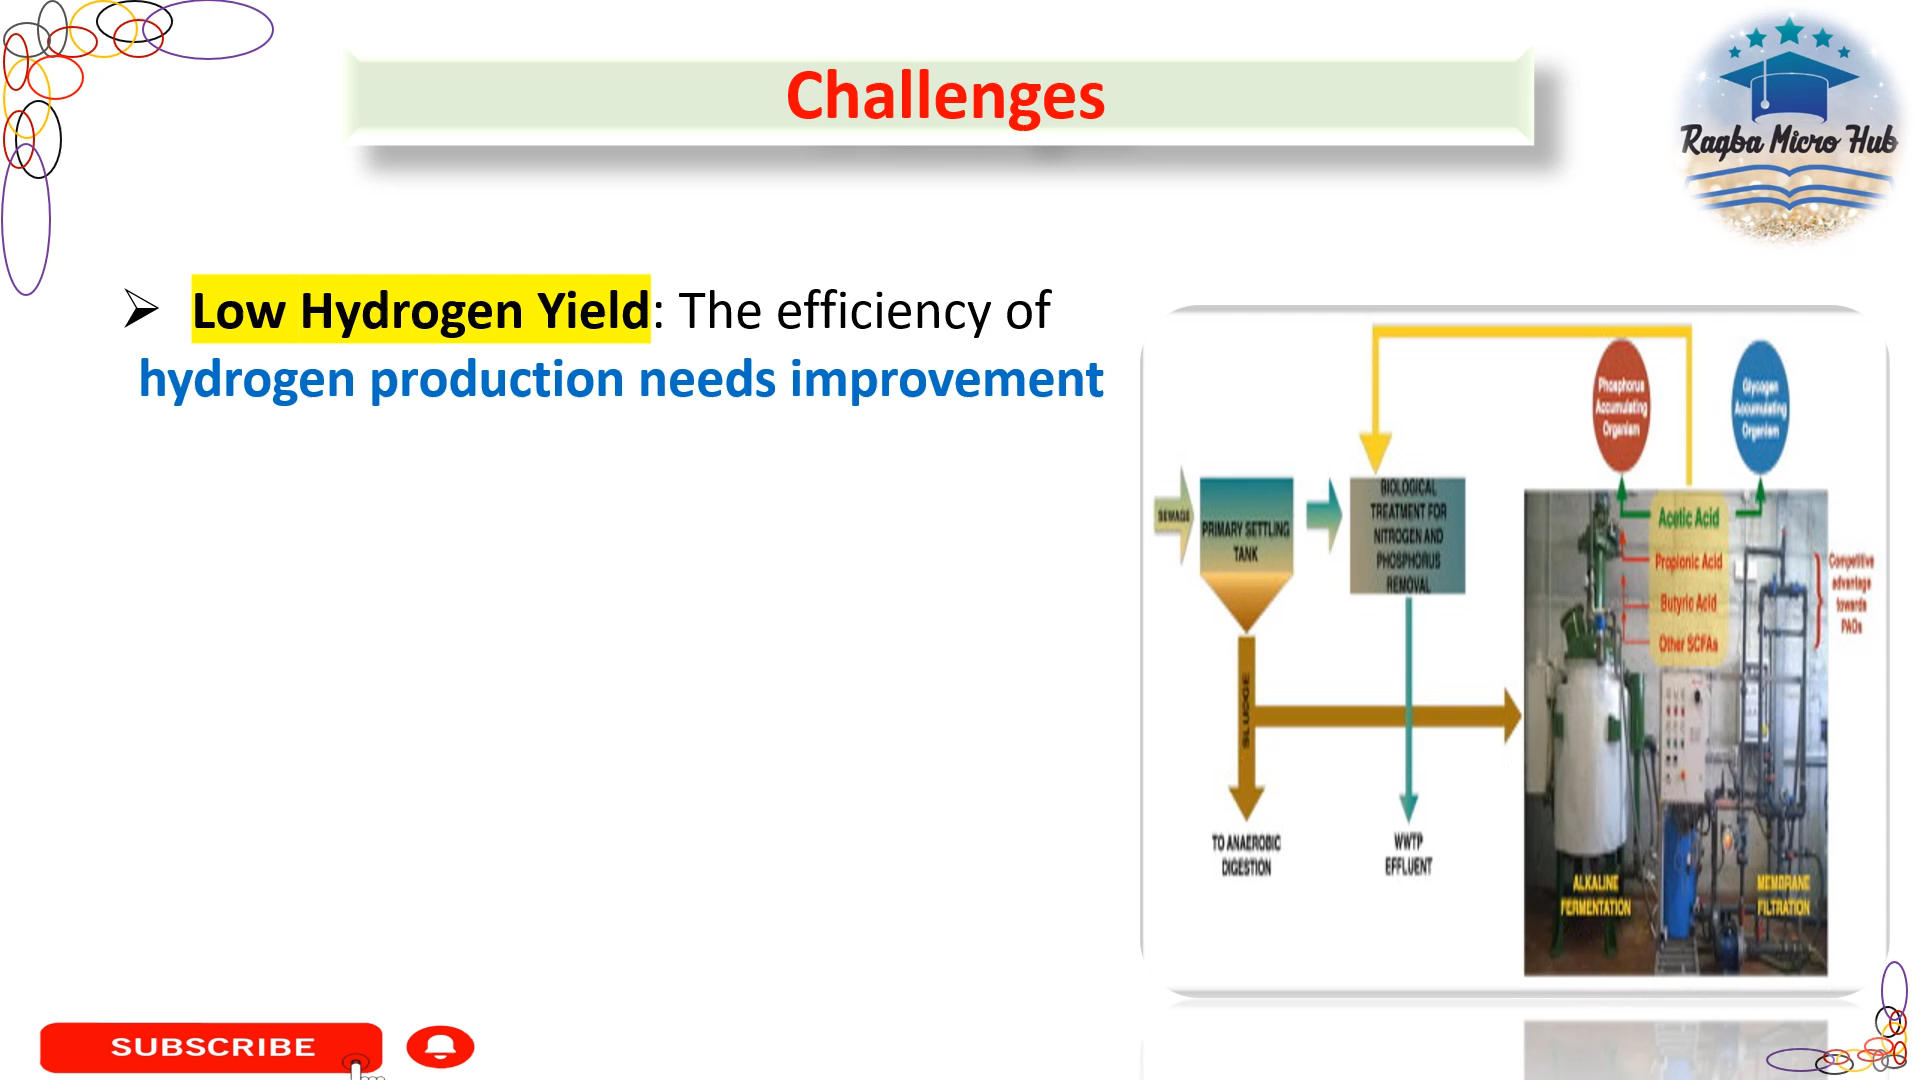 Challenges
Ragba Micro Hub
➢ Low Hydrogen Yield: The efficiency of
hydrogen production needs improvement
Phosphorus
Accumulating
Organism
Glycogen
Accumulating
Organism
SEWAGE
PRIMARY SETTLING
TANK
BIOLOGICAL
TREATMENT FOR
NITROGEN AND
PHOSPHORUS
REMOVAL
Acetic Acid
Propionic Acid
Butyric Acid
Other SCFAs
Competitive
advantage
towards
PAOs
SLUDGE
TO ANAEROBIC
DIGESTION
WWTP
EFFLUENT
ALKALINE
FERMENTATION
MEMBRANE
FILTRATION
SUBSCRIBE